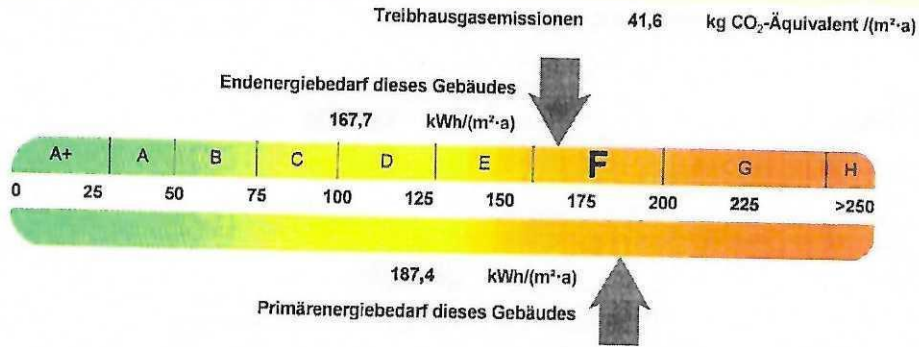 Treibhausgasemissionen 41,6 kg CO₂-Äquivalent /(m²·a)
Endenergiebedarf dieses Gebäudes
167,7 kWh/(m²·a)
A+ A B C D E F G H
0 25 50 75 100 125 150 175 200 225 >250
187,4 kWh/(m²·a)
Primärenergiebedarf dieses Gebäudes